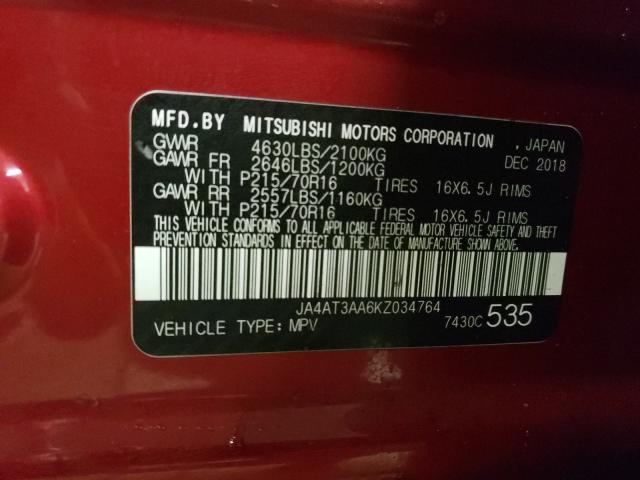 MFD.BY MITSUBISHI MOTORS CORPORATION , JAPAN
GVWR 4630LBS/2100KG DEC 2018
GAWR FR 2646LBS/1200KG
WITH P215/70R16 TIRES 16X6.5J RIMS
GAWR RR 2557LBS/1160KG
WITH P215/70R16 TIRES 16X6.5J RIMS
THIS VEHICLE CONFORMS TO ALL APPLICABLE FEDERAL MOTOR VEHICLE SAFETY AND THEFT
PREVENTION STANDARDS IN EFFECT ON THE DATE OF MANUFACTURE SHOWN ABOVE.
JA4AT3AA6KZ034764
VEHICLE TYPE: MPV 7430C 535